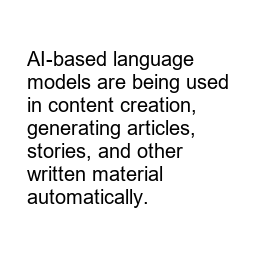 AI-based language
models are being used
in content creation,
generating articles,
stories, and other
written material
automatically.